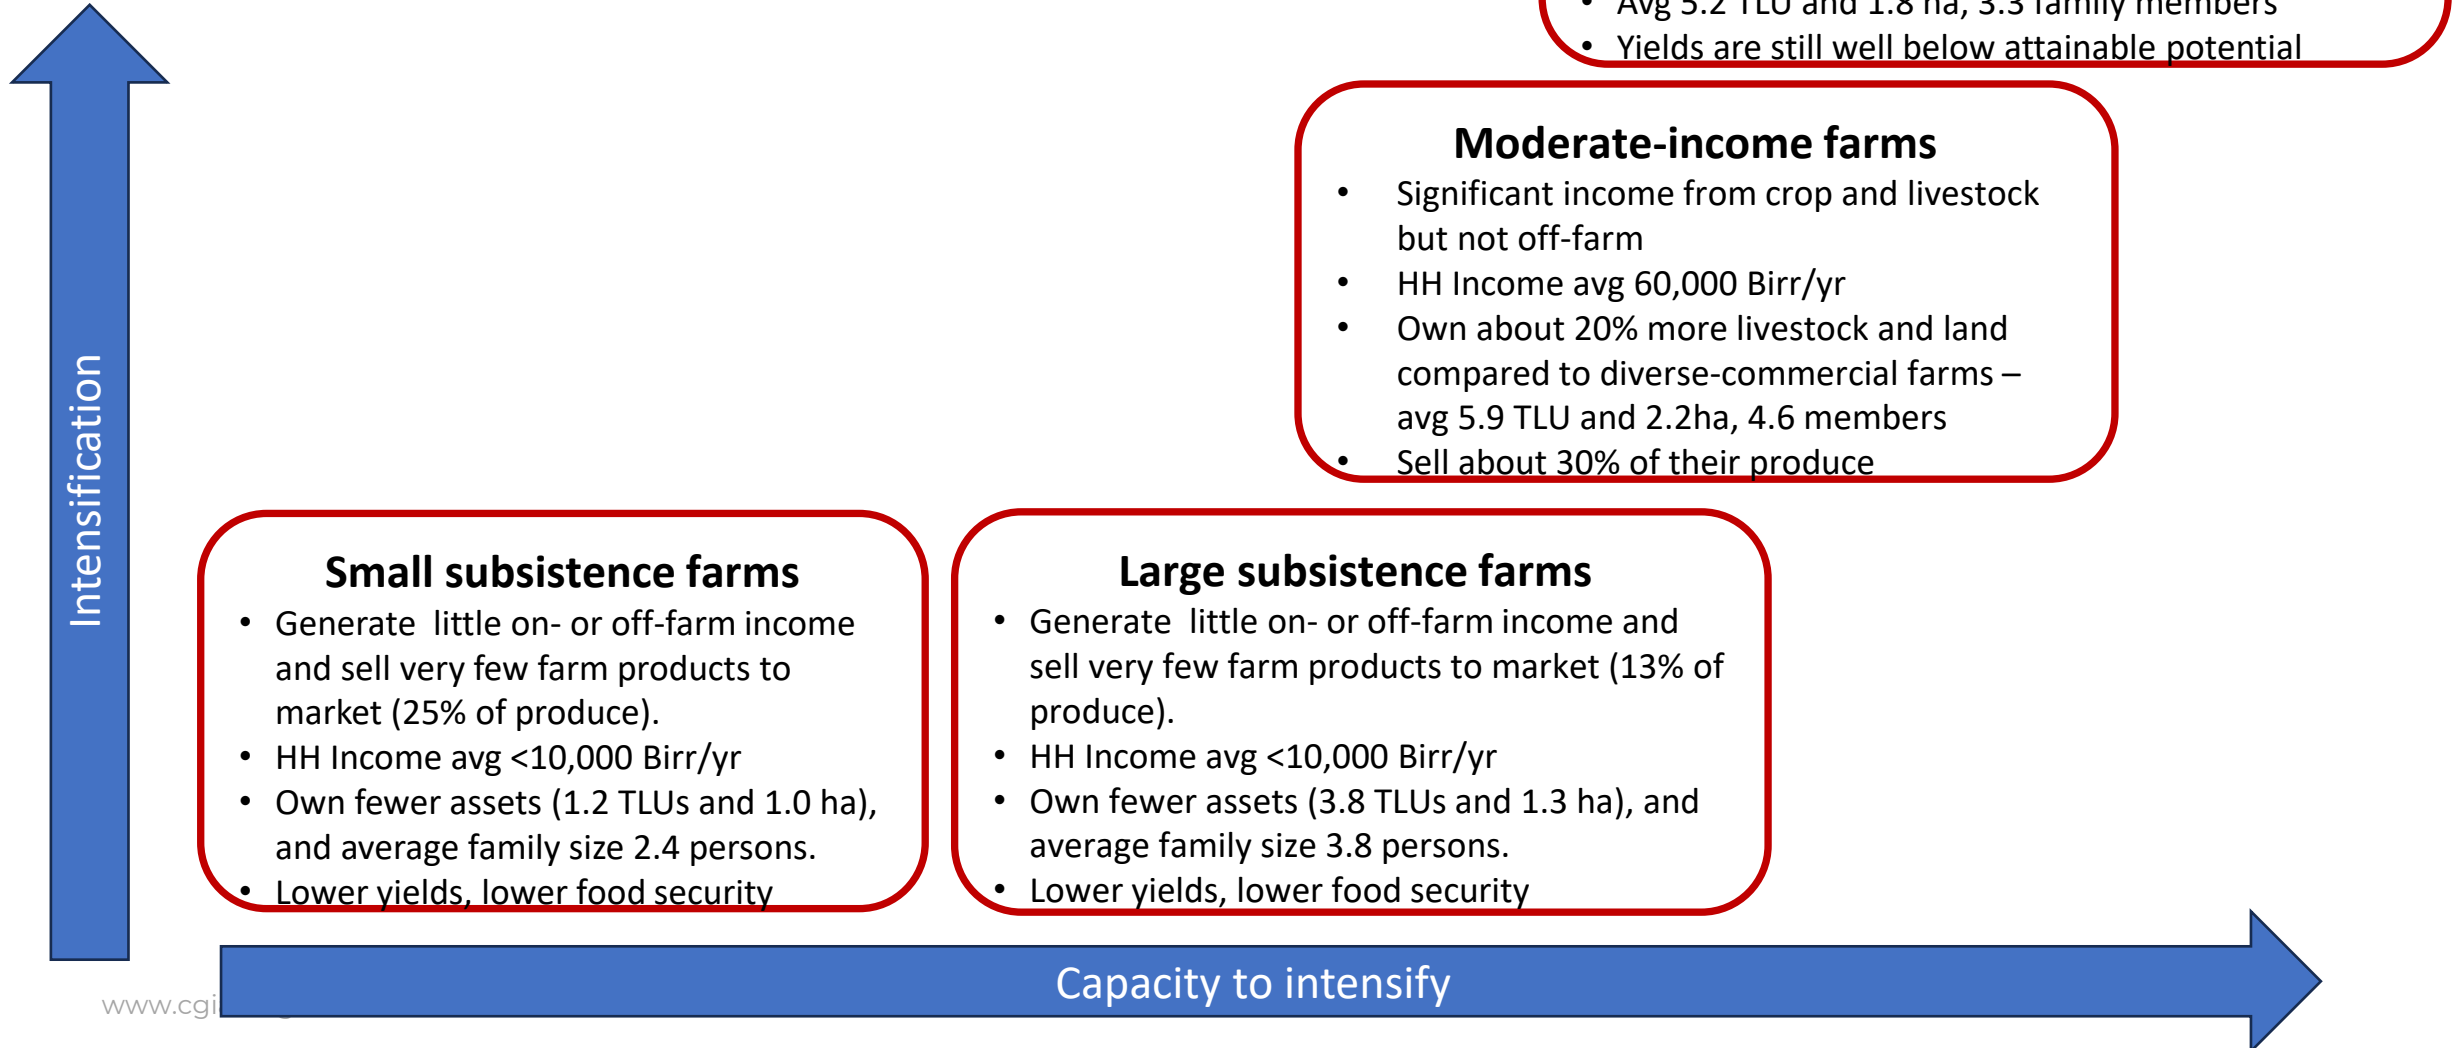 • Avg 5.2 TLU and 1.8 ha, 3.3 family members
• Yields are still well below attainable potential
Moderate-income farms
• Significant income from crop and livestock
but not off-farm
• HH Income avg 60,000 Birr/yr
• Own about 20% more livestock and land
compared to diverse-commercial farms –
avg 5.9 TLU and 2.2ha, 4.6 members
• Sell about 30% of their produce
Intensification
Small subsistence farms
• Generate little on- or off-farm income
and sell very few farm products to
market (25% of produce).
• HH Income avg <10,000 Birr/yr
• Own fewer assets (1.2 TLUs and 1.0 ha),
and average family size 2.4 persons.
• Lower yields, lower food security
Large subsistence farms
• Generate little on- or off-farm income and
sell very few farm products to market (13% of
produce).
• HH Income avg <10,000 Birr/yr
• Own fewer assets (3.8 TLUs and 1.3 ha), and
average family size 3.8 persons.
• Lower yields, lower food security
Capacity to intensify
www.cgi